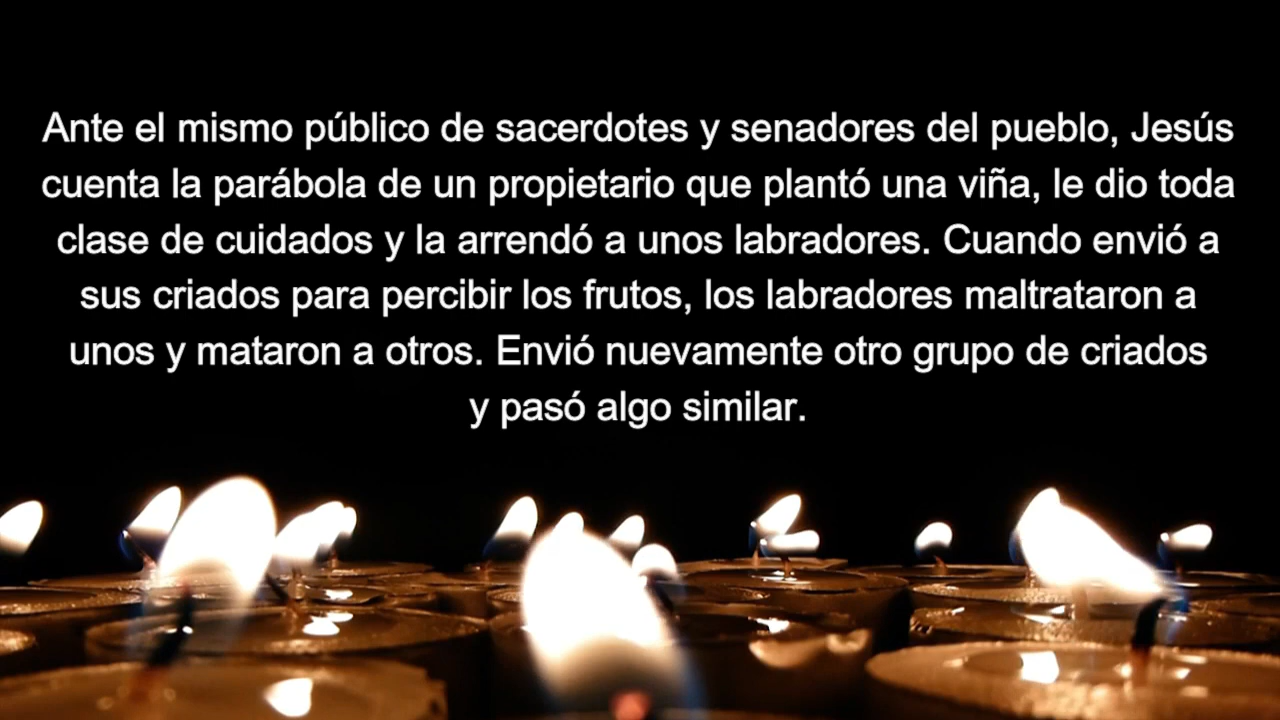 Ante el mismo público de sacerdotes y senadores del pueblo, Jesús
cuenta la parábola de un propietario que plantó una viña, le dio toda
clase de cuidados y la arrendó a unos labradores. Cuando envió a
sus criados para percibir los frutos, los labradores maltrataron a
unos y mataron a otros. Envió nuevamente otro grupo de criados
y pasó algo similar.